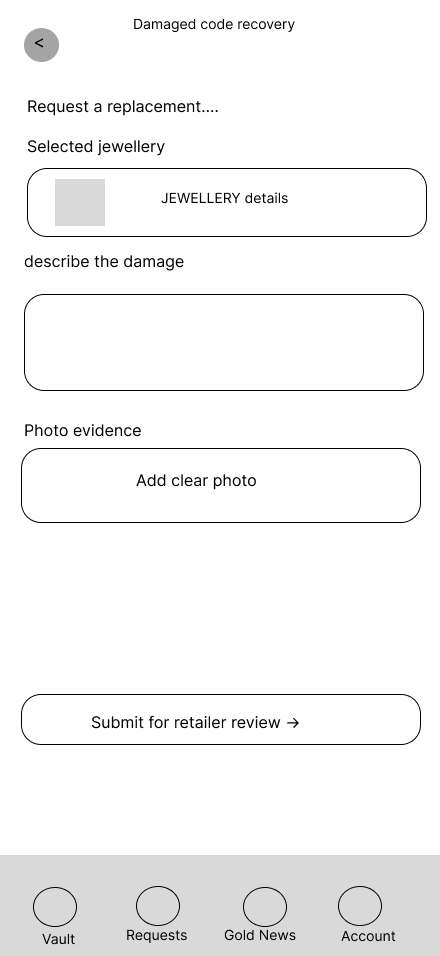 Damaged code recovery
<
Request a replacement....
Selected jewellery
JEWELLERY details
describe the damage
Photo evidence
Add clear photo
Submit for retailer review →
Vault Requests Gold News Account